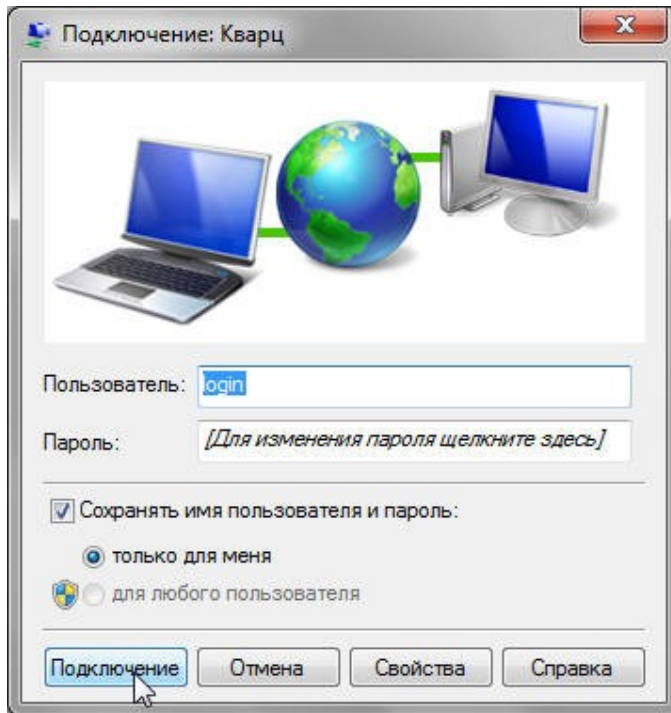 Подключение: Кварц
Пользователь: login
Пароль: [Для изменения пароля щелкните здесь]
Сохранять имя пользователя и пароль:
только для меня
для любого пользователя
Подключение Отмена Свойства Справка